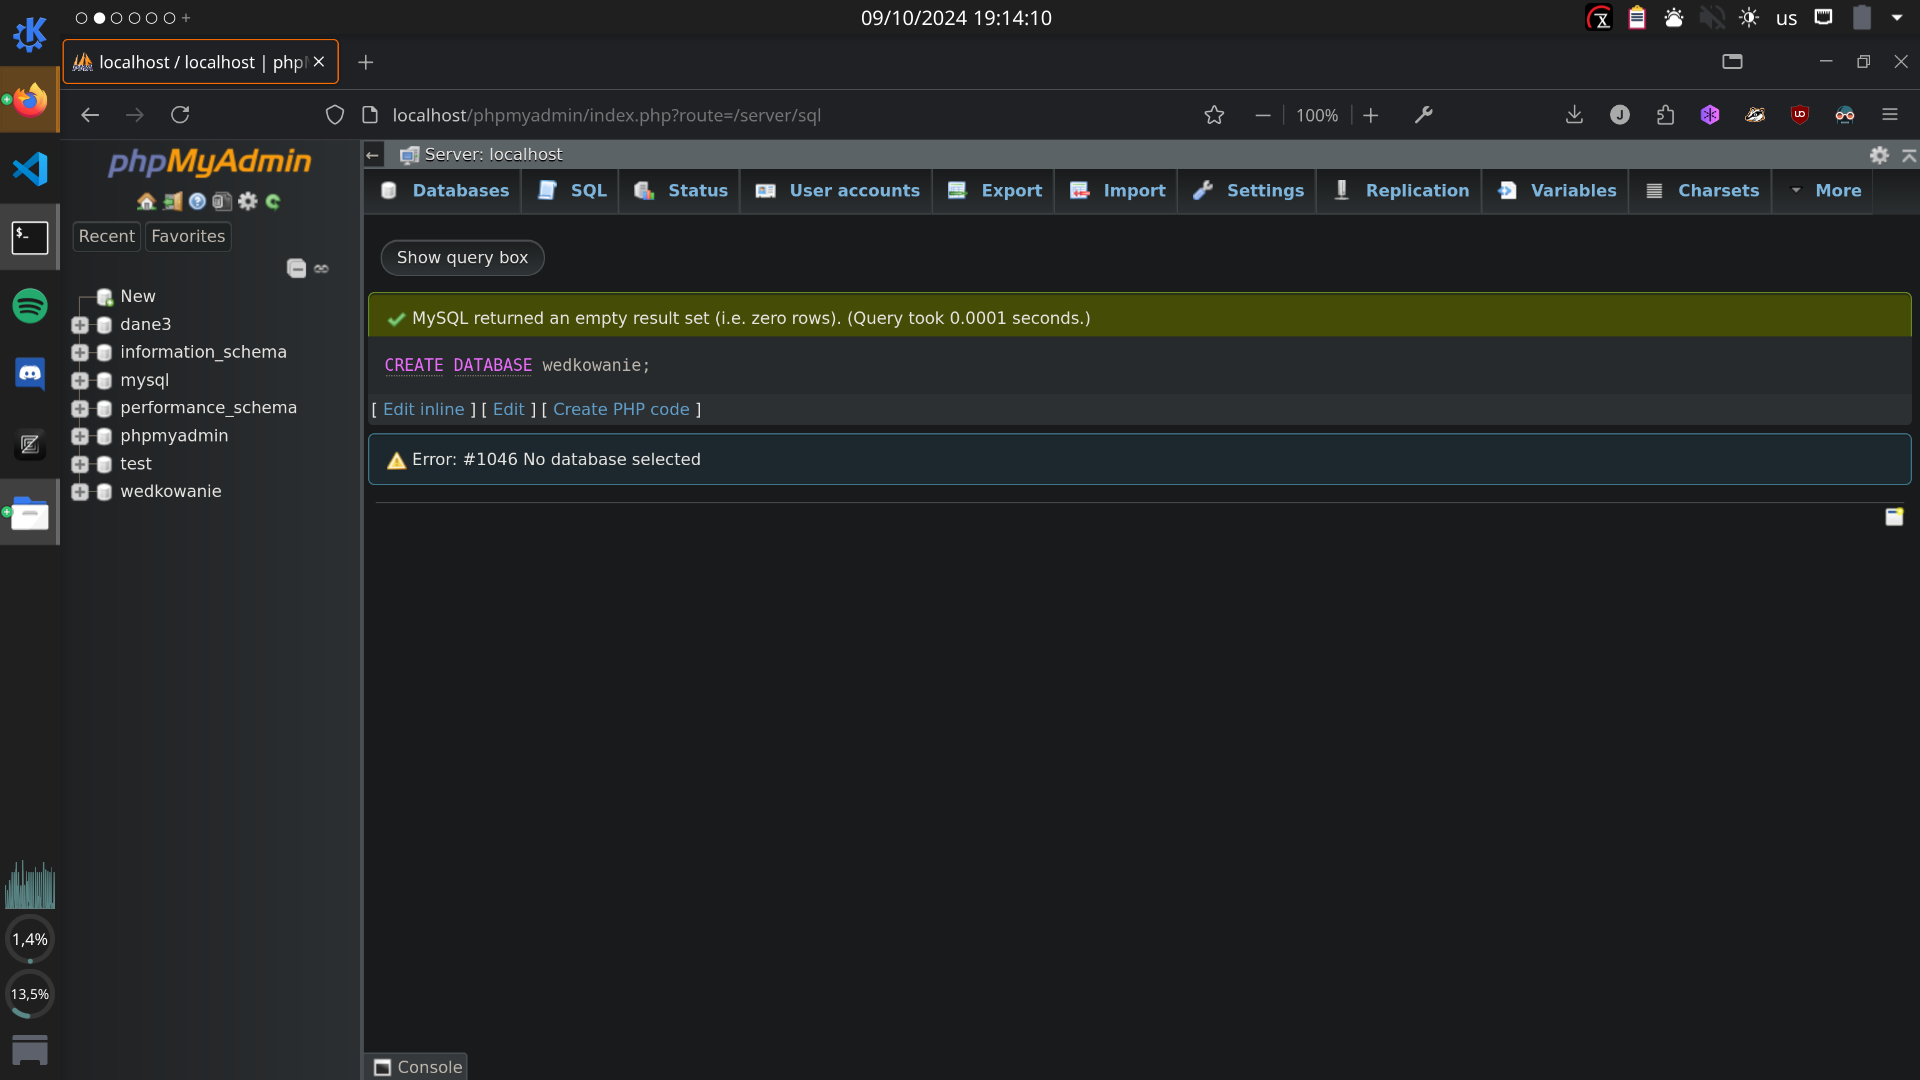 09/10/2024 19:14:10
us
localhost / localhost | php
localhost/phpmyadmin/index.php?route=/server/sql
100%
J
phpMyAdmin
Recent
Favorites
New
dane3
information_schema
mysql
performance_schema
phpmyadmin
test
wedkowanie
Server: localhost
Databases
SQL
Status
User accounts
Export
Import
Settings
Replication
Variables
Charsets
More
Show query box
MySQL returned an empty result set (i.e. zero rows). (Query took 0.0001 seconds.)
CREATE DATABASE wedkowanie;
[ Edit inline ] [ Edit ] [ Create PHP code ]
Error: #1046 No database selected
Console
$_
1,4%
13,5%